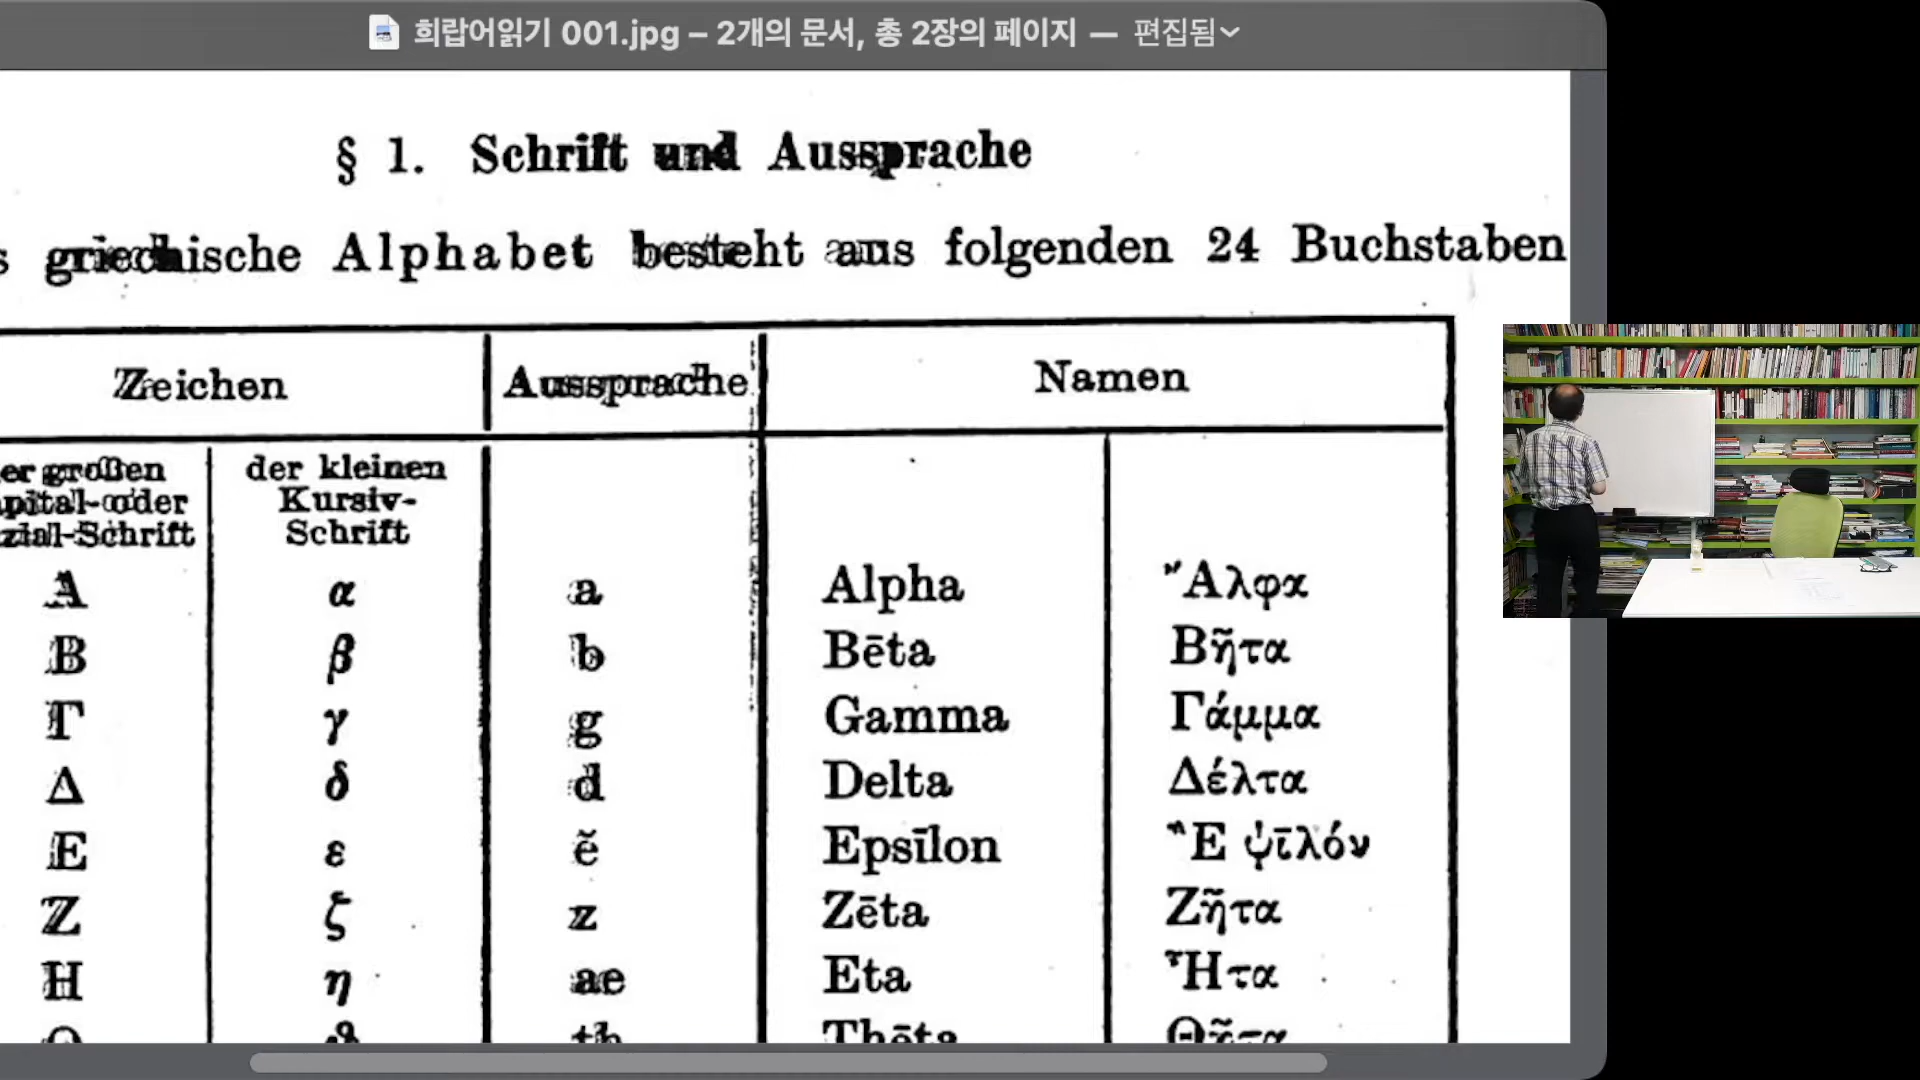 희랍어읽기 001.jpg – 2개의 문서, 총 2장의 페이지 — 편집됨
§ 1. Schrift und Aussprache
griechische Alphabet besteht aus folgenden 24 Buchstaben
Zeichen Aussprache Namen
großen der kleinen
oder Kursiv-
Schrift Schrift
Α α a Alpha Ἄλφα
Β β b Bēta Βῆτα
Γ γ g Gamma Γάμμα
Δ δ d Delta Δέλτα
Ε ε ĕ Epsīlon Ἒ ψῑλόν
Ζ ζ z Zēta Ζῆτα
Η η ae Eta Ἦτα